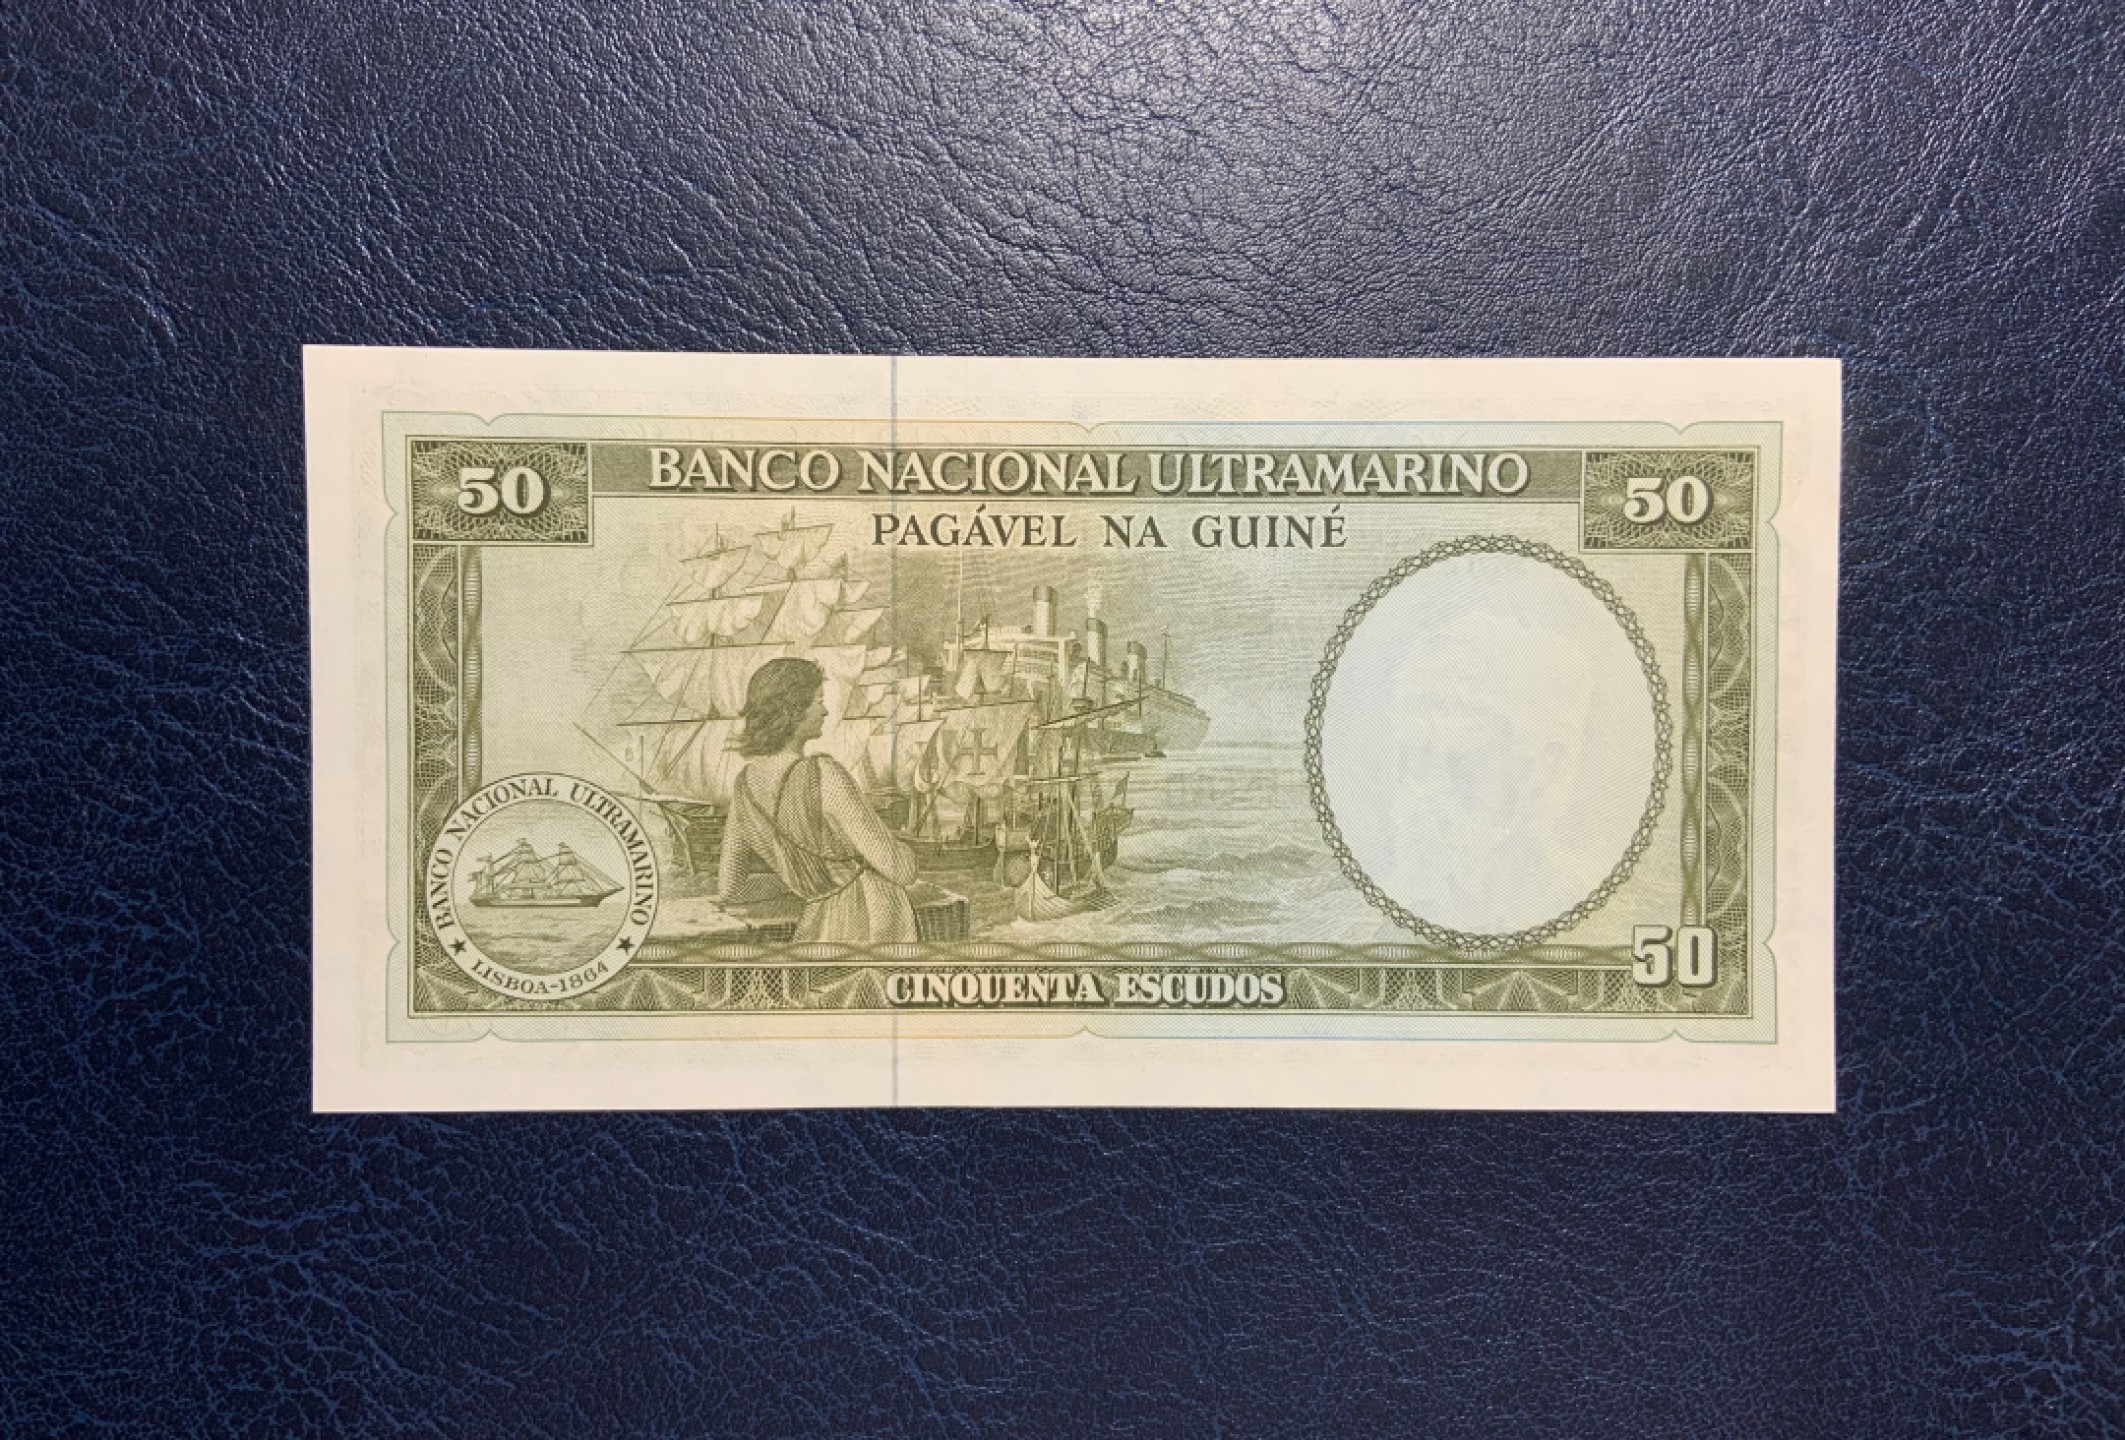 50 BANCO NACIONAL ULTRAMARINO 50
PAGÁVEL NA GUINÉ
BANCO NACIONAL ULTRAMARINO
LISBOA-1864
CINQUENTA ESCUDOS 50